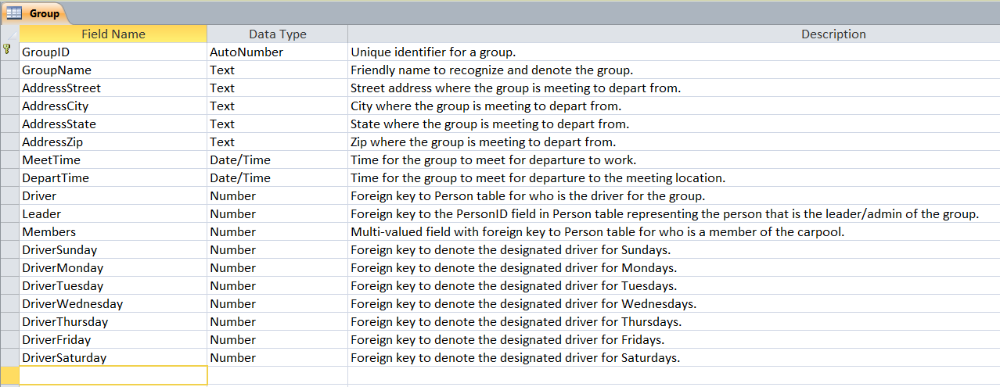 Group
Field Name Data Type Description
GroupID AutoNumber Unique identifier for a group.
GroupName Text Friendly name to recognize and denote the group.
AddressStreet Text Street address where the group is meeting to depart from.
AddressCity Text City where the group is meeting to depart from.
AddressState Text State where the group is meeting to depart from.
AddressZip Text Zip where the group is meeting to depart from.
MeetTime Date/Time Time for the group to meet for departure to work.
DepartTime Date/Time Time for the group to meet for departure to the meeting location.
Driver Number Foreign key to Person table for who is the driver for the group.
Leader Number Foreign key to the PersonID field in Person table representing the person that is the leader/admin of the group.
Members Number Multi-valued field with foreign key to Person table for who is a member of the carpool.
DriverSunday Number Foreign key to denote the designated driver for Sundays.
DriverMonday Number Foreign key to denote the designated driver for Mondays.
DriverTuesday Number Foreign key to denote the designated driver for Tuesdays.
DriverWednesday Number Foreign key to denote the designated driver for Wednesdays.
DriverThursday Number Foreign key to denote the designated driver for Thursdays.
DriverFriday Number Foreign key to denote the designated driver for Fridays.
DriverSaturday Number Foreign key to denote the designated driver for Saturdays.